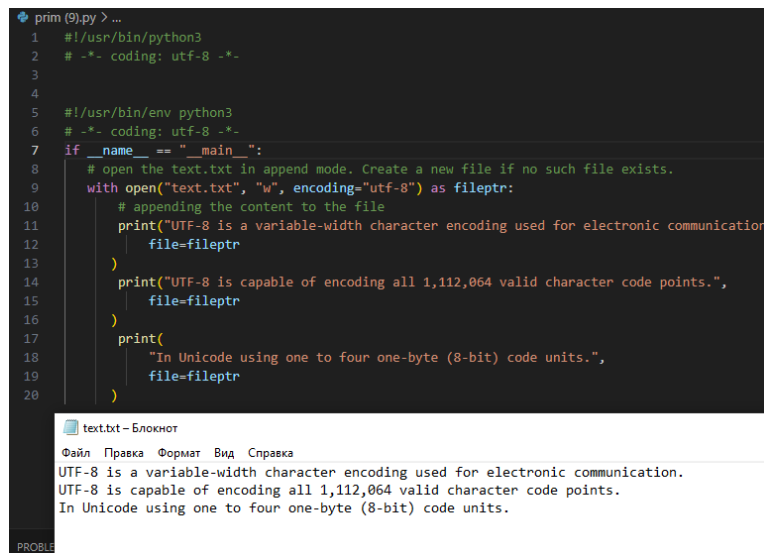 prim (9).py > ...
1 #!/usr/bin/python3
2 # -*- coding: utf-8 -*-
3
4
5 #!/usr/bin/env python3
6 # -*- coding: utf-8 -*-
7 if __name__ == "__main__":
8 # open the text.txt in append mode. Create a new file if no such file exists.
9 with open("text.txt", "w", encoding="utf-8") as fileptr:
10 # appending the content to the file
11 print("UTF-8 is a variable-width character encoding used for electronic communication
12 file=fileptr
13 )
14 print("UTF-8 is capable of encoding all 1,112,064 valid character code points.",
15 file=fileptr
16 )
17 print(
18 "In Unicode using one to four one-byte (8-bit) code units.",
19 file=fileptr
20 )
text.txt – Блокнот
Файл Правка Формат Вид Справка
UTF-8 is a variable-width character encoding used for electronic communication.
UTF-8 is capable of encoding all 1,112,064 valid character code points.
In Unicode using one to four one-byte (8-bit) code units.
PROBLE